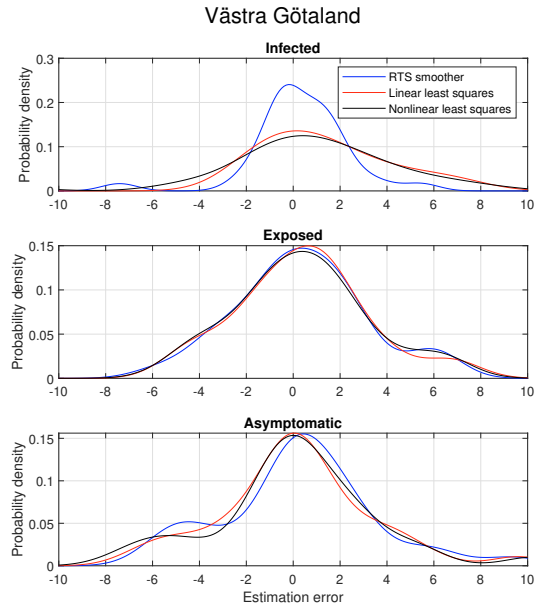 Västra Götaland
Infected
RTS smoother
Linear least squares
Nonlinear least squares
Probability density
0.3
0.2
0.1
0
-10 -8 -6 -4 -2 0 2 4 6 8 10
Exposed
Probability density
0.15
0.1
0.05
0
-10 -8 -6 -4 -2 0 2 4 6 8 10
Asymptomatic
Probability density
0.15
0.1
0.05
0
-10 -8 -6 -4 -2 0 2 4 6 8 10
Estimation error